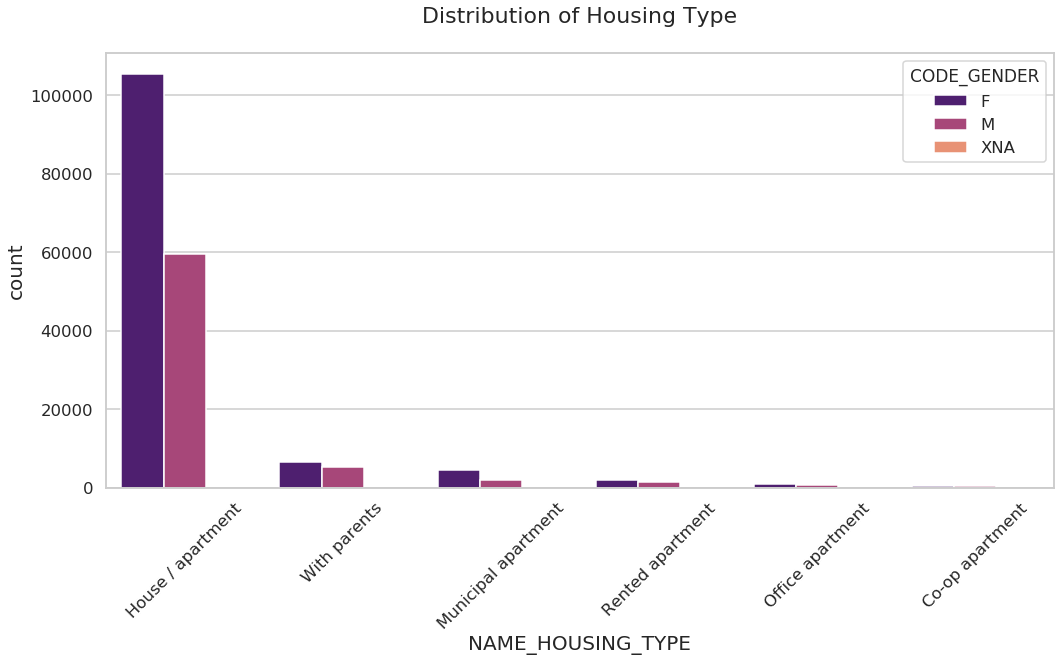 Distribution of Housing Type
CODE_GENDER
F
M
XNA
count
100000
80000
60000
40000
20000
0
House / apartment
With parents
Municipal apartment
Rented apartment
Office apartment
Co-op apartment
NAME_HOUSING_TYPE